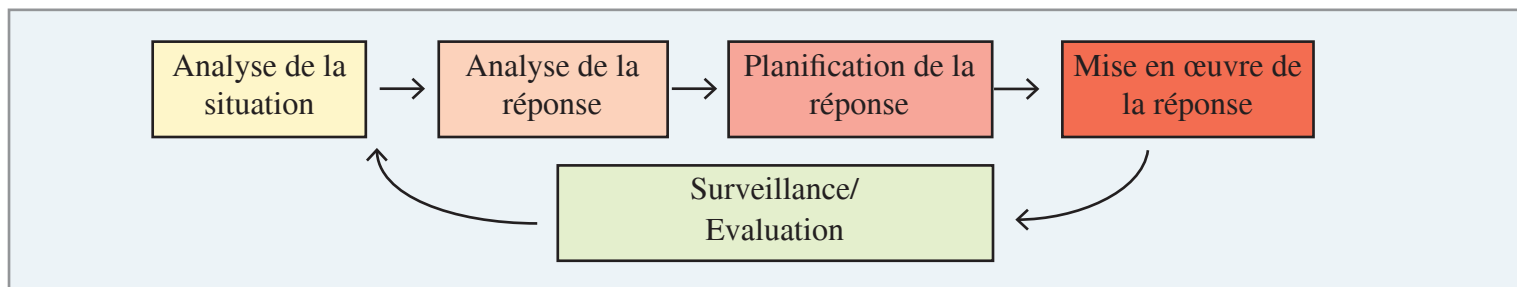 Analyse de la
situation
Analyse de la
réponse
Planification de la
réponse
Mise en œuvre de
la réponse
Surveillance/
Evaluation